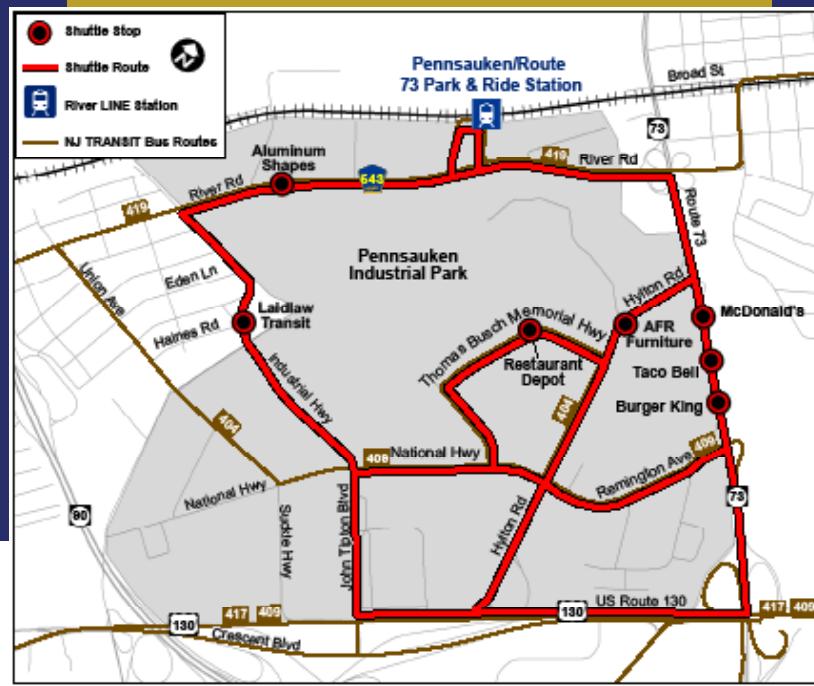 Shuttle Stop
Shuttle Route
N
River LINE Station
NJ TRANSIT Bus Routes
Pennsauken/Route
73 Park & Ride Station
Broad St
73
Aluminum
Shapes
River Rd
543
419
River Rd
419
Route 73
Union Ave
Eden Ln
Pennsauken
Industrial Park
Hylton Rd
Laidlaw
Transit
Haines Rd
Thomas Busch Memorial Hwy
McDonald's
AFR
Furniture
Restaurant
Depot
Taco Bell
Industrial Hwy
404
Burger King
404
409
National Hwy
409
Remington Ave
National Hwy
73
90
Suckle Hwy
John Tipton Blvd
Hylton Rd
US Route 130
417
409
130
417
409
130
Crescent Blvd